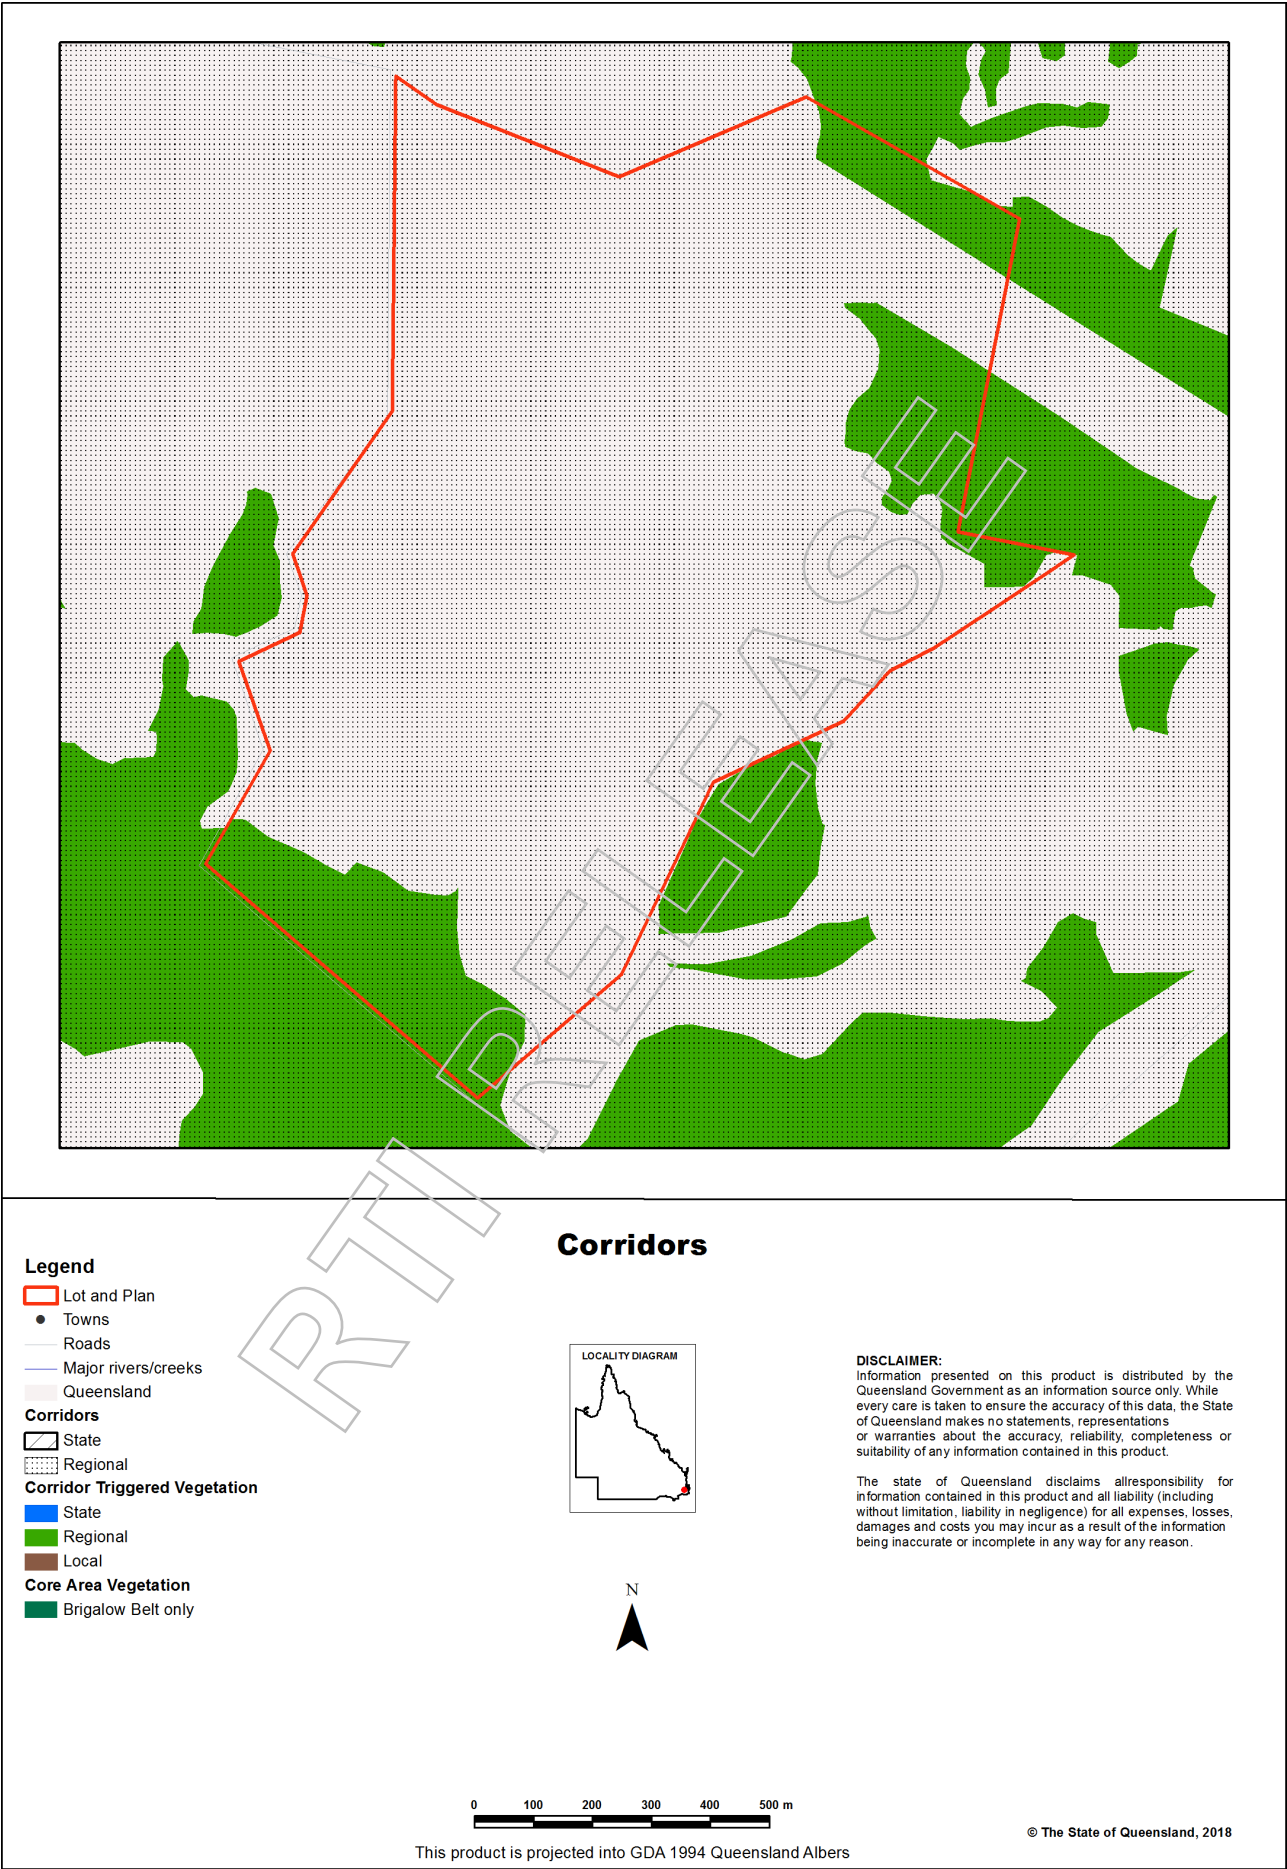 RTI RELEASE
Corridors
Legend
Lot and Plan
Towns
Roads
Major rivers/creeks
Queensland
Corridors
State
Regional
Corridor Triggered Vegetation
State
Regional
Local
Core Area Vegetation
Brigalow Belt only
LOCALITY DIAGRAM
N
DISCLAIMER:
Information presented on this product is distributed by the
Queensland Government as an information source only. While
every care is taken to ensure the accuracy of this data, the State
of Queensland makes no statements, representations
or warranties about the accuracy, reliability, completeness or
suitability of any information contained in this product.
The state of Queensland disclaims allresponsibility for
information contained in this product and all liability (including
without limitation, liability in negligence) for all expenses, losses,
damages and costs you may incur as a result of the information
being inaccurate or incomplete in any way for any reason.
0 100 200 300 400 500 m
© The State of Queensland, 2018
This product is projected into GDA 1994 Queensland Albers